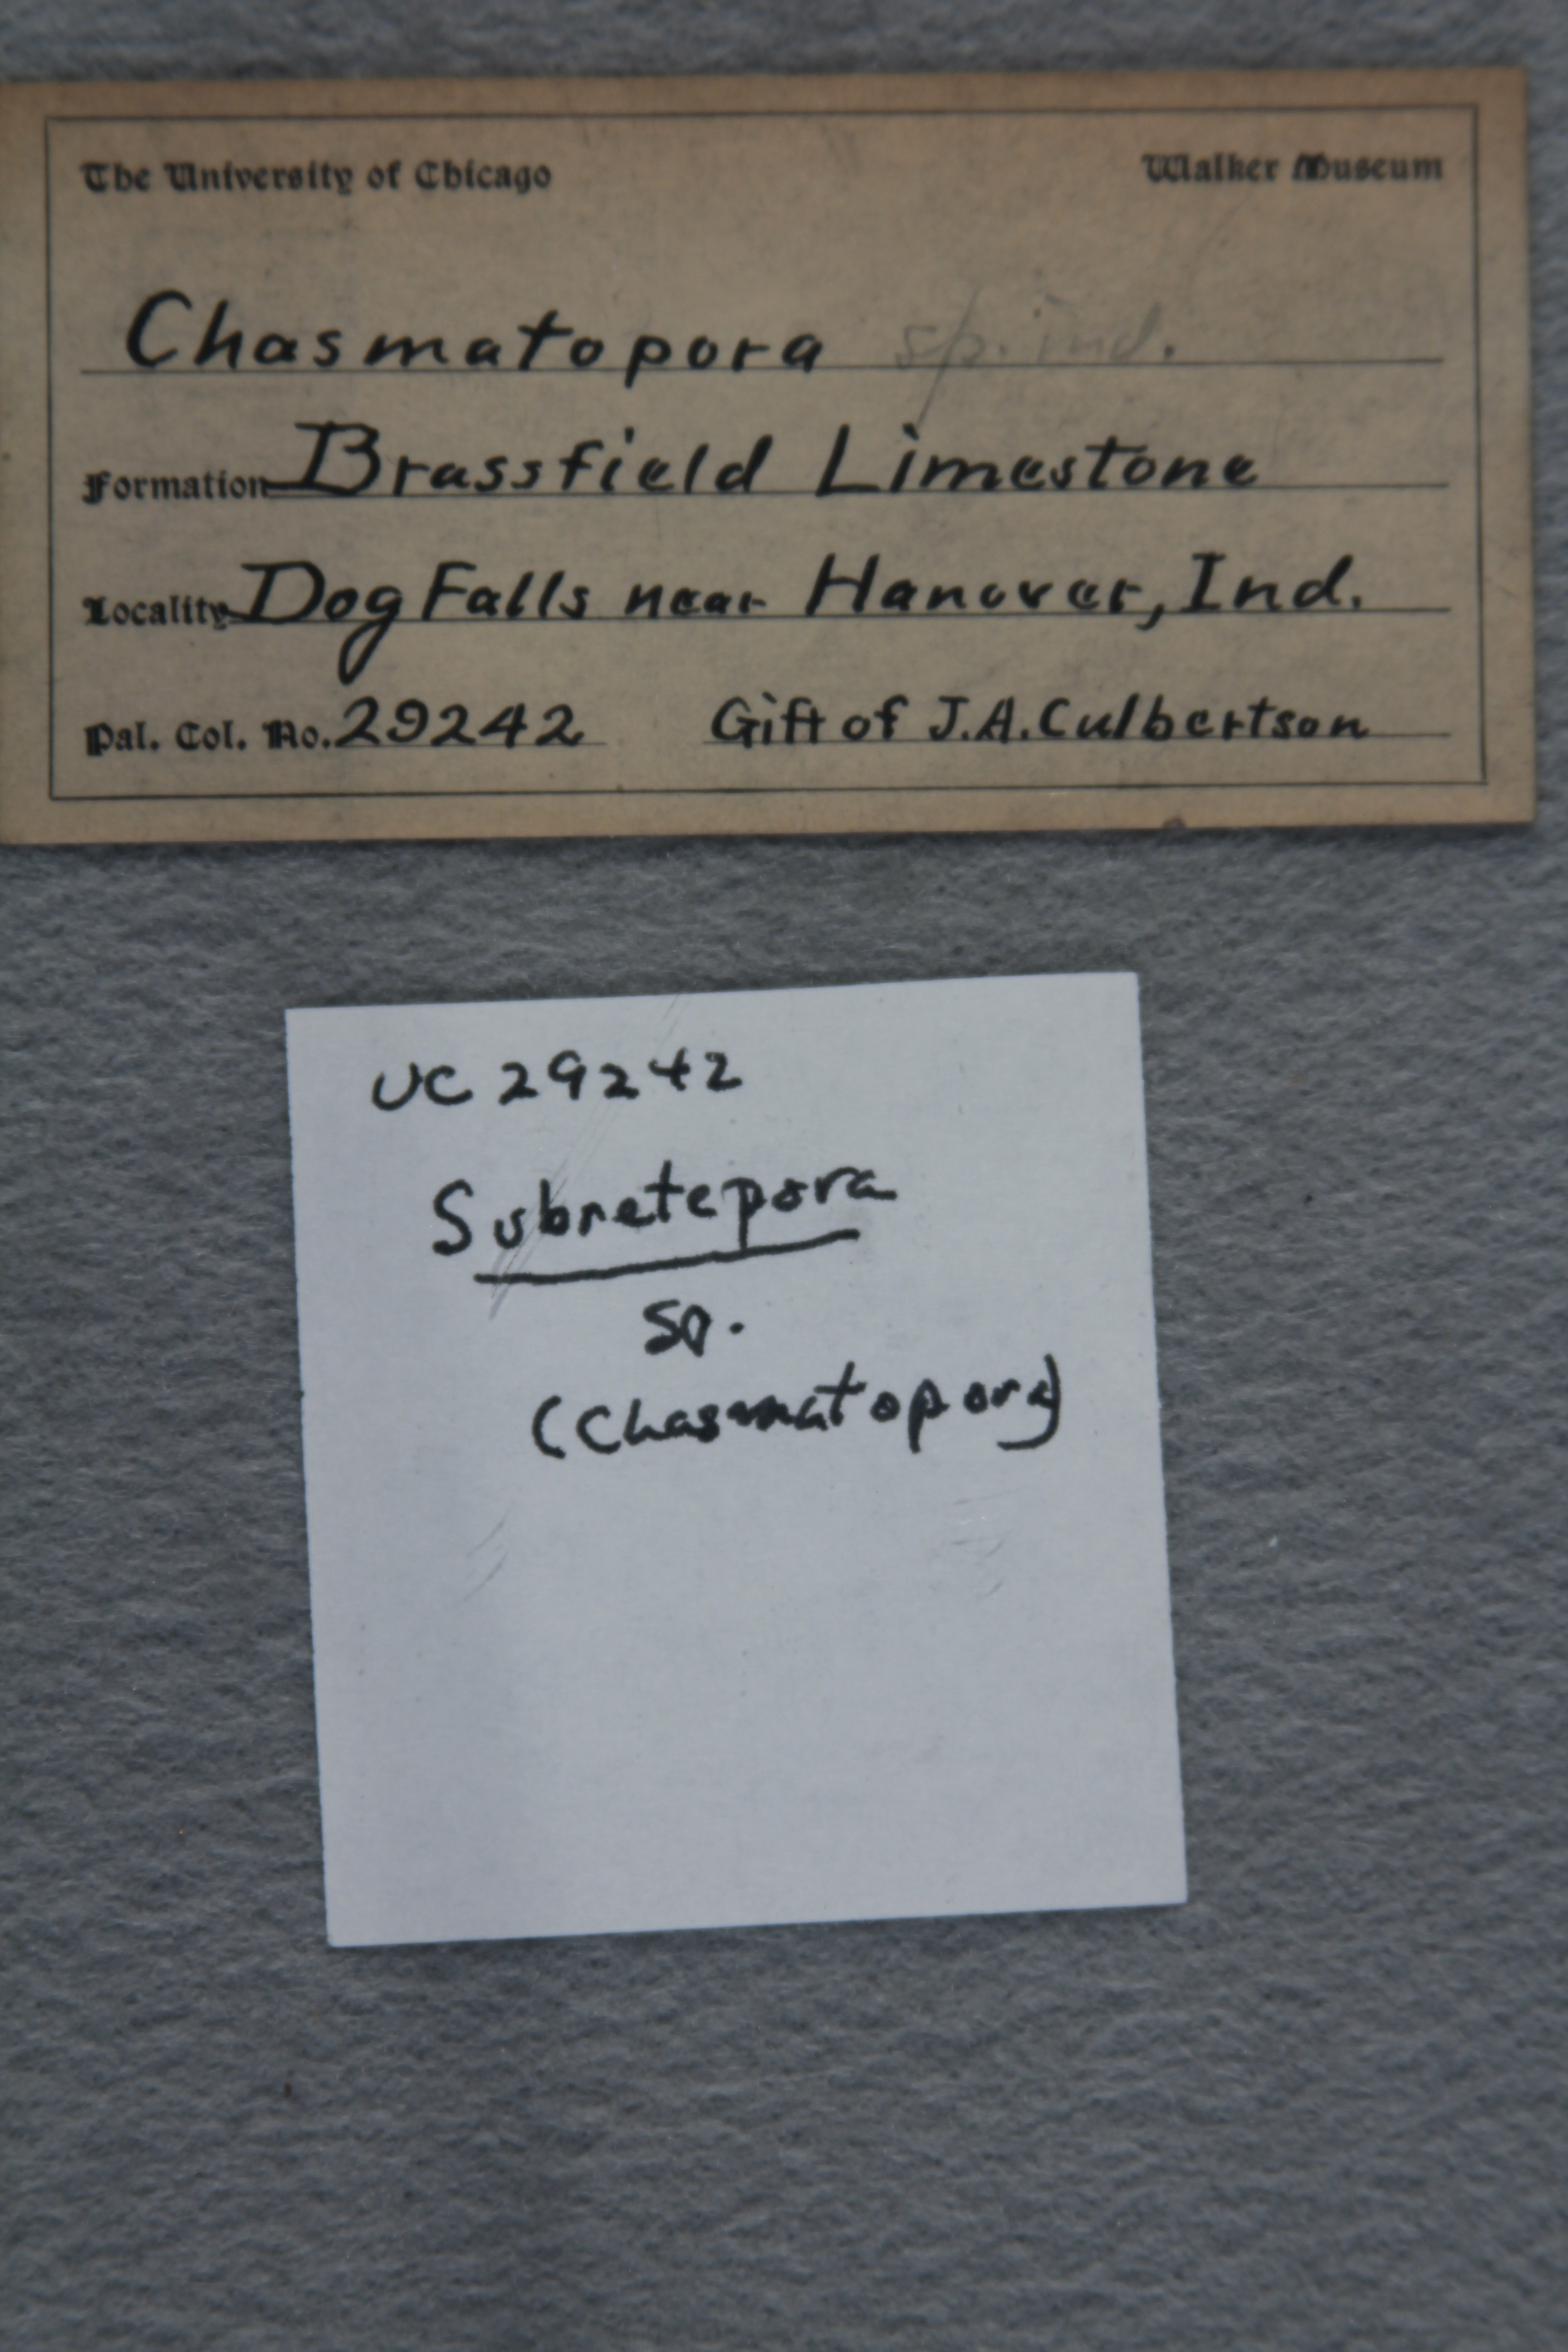 The University of Chicago Walker Museum
Chasmatopora sp. ind.
Formation Brassfield Limestone
Locality Dog Falls near Hanover, Ind.
Pal. Col. No. 29242 Gift of J.A. Culbertson
UC 29242
Subretepora
sp.
(Chasmatopora)